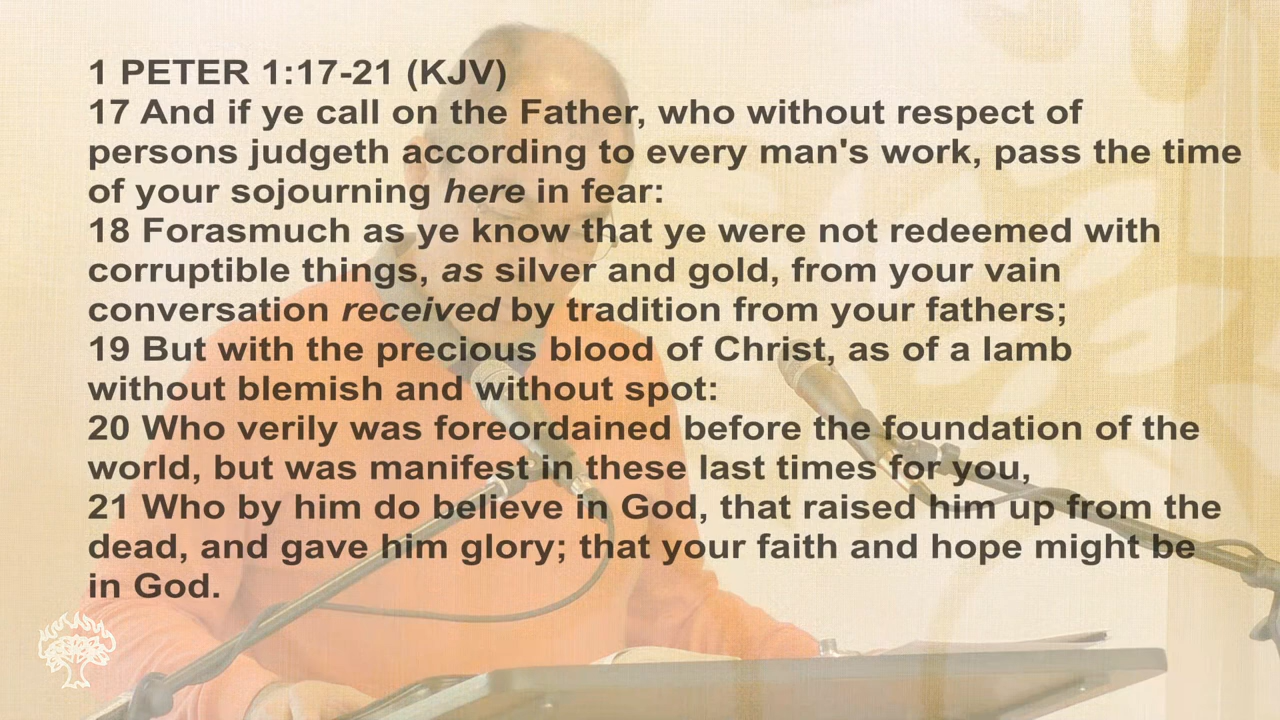 1 PETER 1:17-21 (KJV)
17 And if ye call on the Father, who without respect of
persons judgeth according to every man's work, pass the time
of your sojourning here in fear:
18 Forasmuch as ye know that ye were not redeemed with
corruptible things, as silver and gold, from your vain
conversation received by tradition from your fathers;
19 But with the precious blood of Christ, as of a lamb
without blemish and without spot:
20 Who verily was foreordained before the foundation of the
world, but was manifest in these last times for you,
21 Who by him do believe in God, that raised him up from the
dead, and gave him glory; that your faith and hope might be
in God.